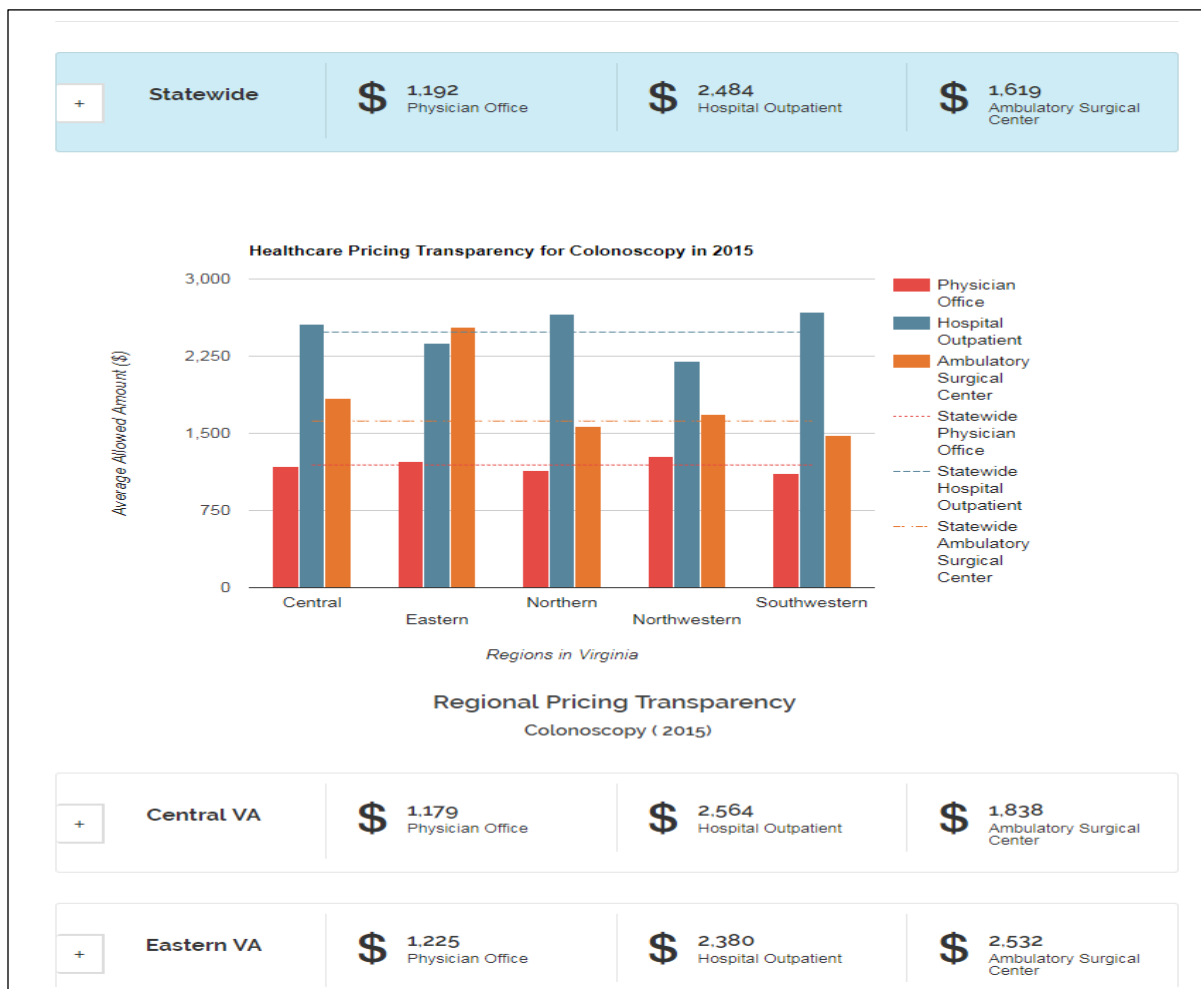 +
Statewide
$
1,192
Physician Office
$
2,484
Hospital Outpatient
$
1,619
Ambulatory Surgical
Center
Healthcare Pricing Transparency for Colonoscopy in 2015
Average Allowed Amount ($)
3,000
2,250
1,500
750
0
Central
Eastern
Northern
Northwestern
Southwestern
Regions in Virginia
Physician
Office
Hospital
Outpatient
Ambulatory
Surgical
Center
Statewide
Physician
Office
Statewide
Hospital
Outpatient
Statewide
Ambulatory
Surgical
Center
Regional Pricing Transparency
Colonoscopy ( 2015)
+
Central VA
$
1,179
Physician Office
$
2,564
Hospital Outpatient
$
1,838
Ambulatory Surgical
Center
+
Eastern VA
$
1,225
Physician Office
$
2,380
Hospital Outpatient
$
2,532
Ambulatory Surgical
Center